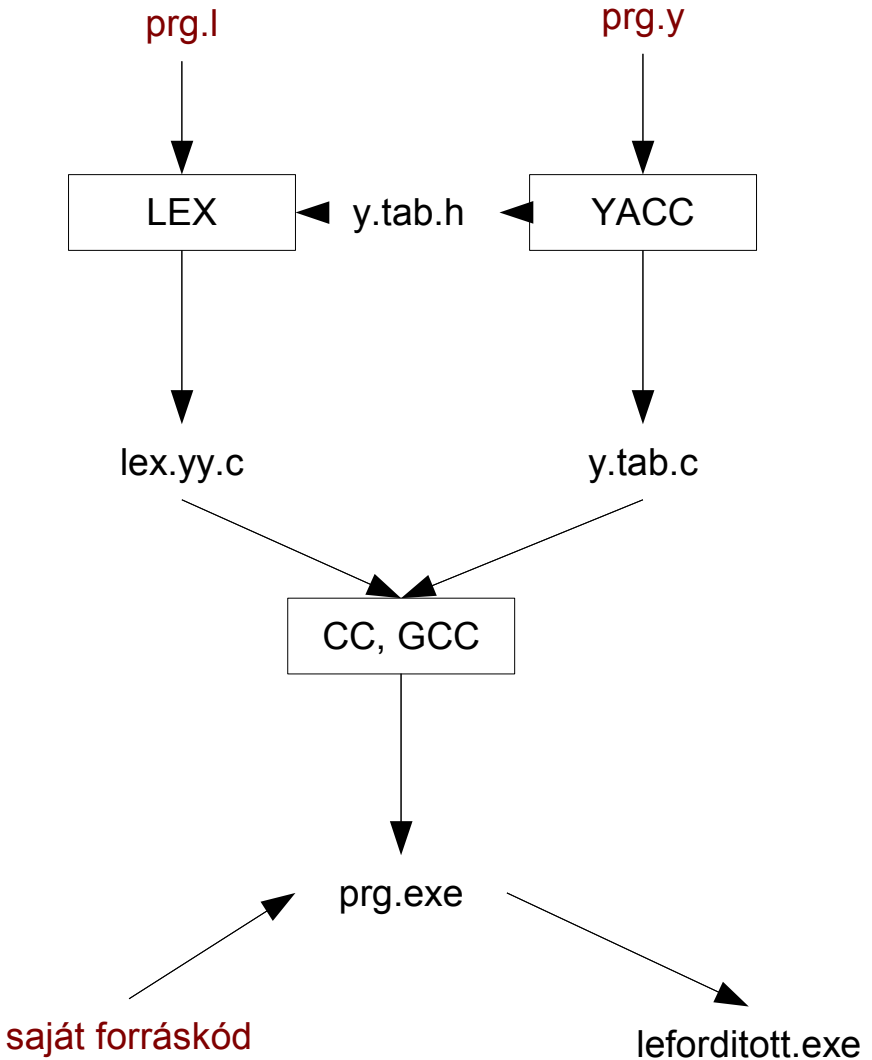 prg.l
prg.y
LEX
y.tab.h
YACC
lex.yy.c
y.tab.c
CC, GCC
prg.exe
saját forráskód
leforditott.exe